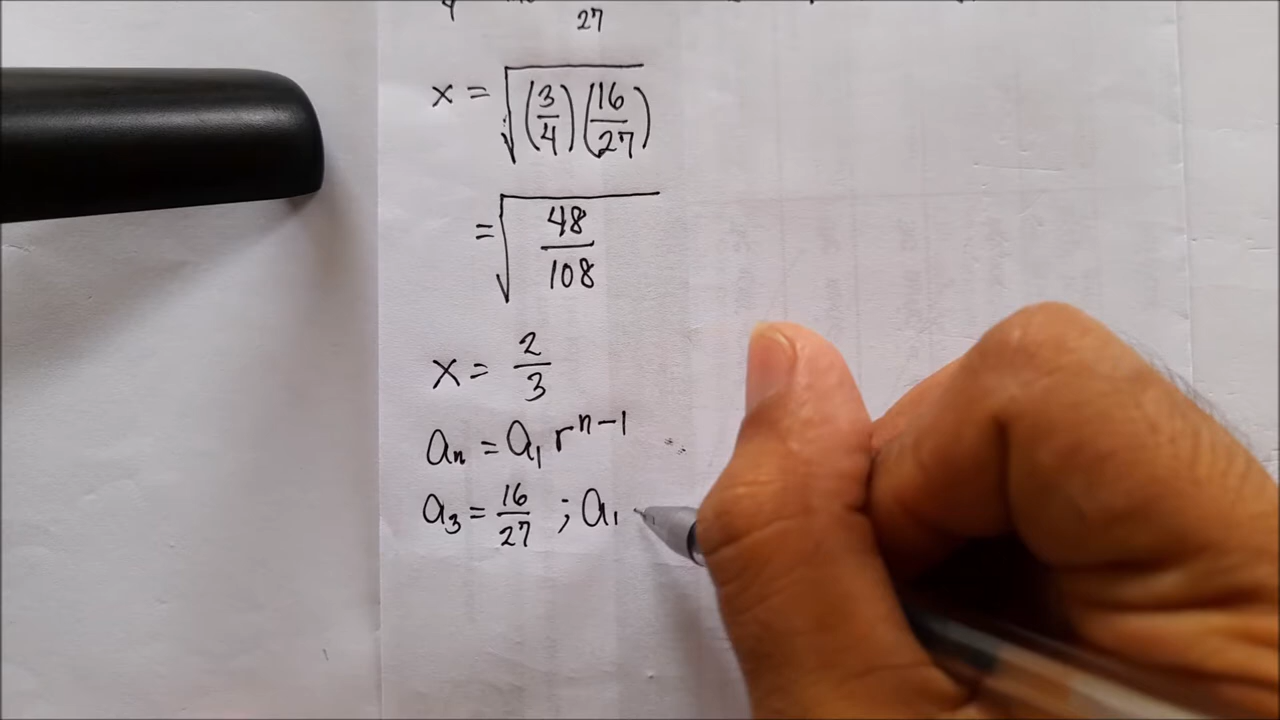 27
x = √(3/4)(16/27)
= √48/108
x = 2/3
aₙ = a₁ rⁿ⁻¹
a₃ = 16/27 ; a₁